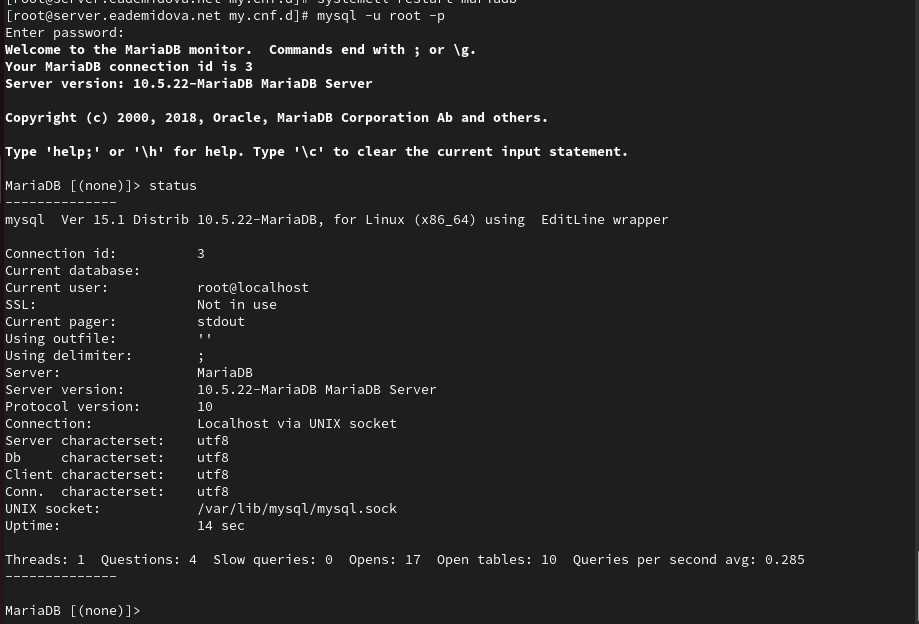 [root@server.eademidova.net my.cnf.d]# systemctl restart mariadb
[root@server.eademidova.net my.cnf.d]# mysql -u root -p
Enter password:
Welcome to the MariaDB monitor.  Commands end with ; or \g.
Your MariaDB connection id is 3
Server version: 10.5.22-MariaDB MariaDB Server

Copyright (c) 2000, 2018, Oracle, MariaDB Corporation Ab and others.

Type 'help;' or '\h' for help. Type '\c' to clear the current input statement.

MariaDB [(none)]> status
--------------
mysql  Ver 15.1 Distrib 10.5.22-MariaDB, for Linux (x86_64) using  EditLine wrapper

Connection id:          3
Current database:
Current user:           root@localhost
SSL:                    Not in use
Current pager:          stdout
Using outfile:          ''
Using delimiter:        ;
Server:                 MariaDB
Server version:         10.5.22-MariaDB MariaDB Server
Protocol version:       10
Connection:             Localhost via UNIX socket
Server characterset:    utf8
Db     characterset:    utf8
Client characterset:    utf8
Conn.  characterset:    utf8
UNIX socket:            /var/lib/mysql/mysql.sock
Uptime:                 14 sec

Threads: 1  Questions: 4  Slow queries: 0  Opens: 17  Open tables: 10  Queries per second avg: 0.285
--------------

MariaDB [(none)]>